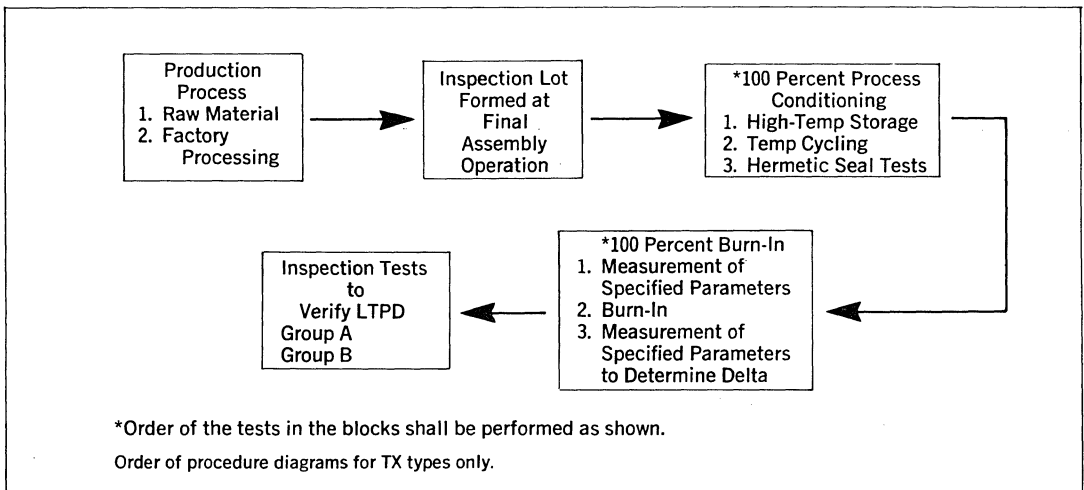 Production
Process
1. Raw Material
2. Factory
Processing
Inspection Lot
Formed at
Final
Assembly
Operation
*100 Percent Process
Conditioning
1. High-Temp Storage
2. Temp Cycling
3. Hermetic Seal Tests
*100 Percent Burn-In
1. Measurement of
Specified Parameters
2. Burn-In
3. Measurement of
Specified Parameters
to Determine Delta
Inspection Tests
to
Verify LTPD
Group A
Group B
*Order of the tests in the blocks shall be performed as shown.
Order of procedure diagrams for TX types only.